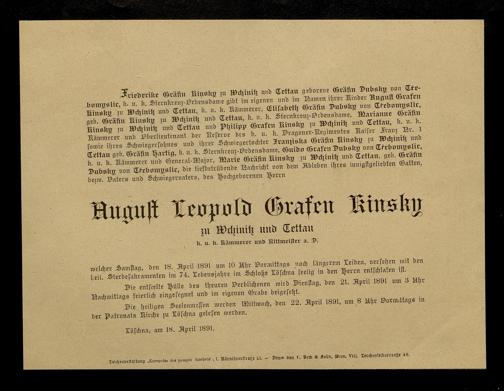 Friederike Gräfin Kinsky zu Wchinitz und Tettau geborene Gräfin Dubsky von Tre-
bomyslic, k. u. k. Sternkreuz-Ordensdame gibt im eigenen und im Namen ihrer Kinder August Grafen
Kinsky zu Wchinitz und Tettau, k. u. k. Kämmerer, Elisabeth Gräfin Dubsky von Trebomyslic,
geb. Gräfin Kinsky zu Wchinitz und Tettau, k. u. k. Sternkreuz-Ordensdame, Marianne Gräfin
Kinsky zu Wchinitz und Tettau und Philipp Grafen Kinsky zu Wchinitz und Tettau, k. u. k.
Kämmerer und Oberlieutenant der Reserve des k. u. k. Dragoner-Regimentes Kaiser Franz Nr. 1
sowie ihres Schwiegersohnes und ihrer Schwiegertochter Franziska Gräfin Kinsky zu Wchinitz und
Tettau geb. Gräfin Hartig, k. u. k. Sternkreuz-Ordensdame, Guido Grafen Dubsky von Trebomyslic,
k. u. k. Kämmerer und General-Major, Marie Gräfin Kinsky zu Wchinitz und Tettau, geb. Gräfin
Dubsky von Trebomyslic, die tiefbetrübende Nachricht von dem Ableben ihres innigstgeliebten Gatten,
bezw. Vaters und Schwiegervaters, des Hochgeborenen Herrn
August Leopold Grafen Kinsky
zu Wchinitz und Tettau
k. u. k. Kämmerer und Rittmeister a. D.
welcher Samstag, den 18. April 1891 um 10 Uhr Vormittags nach längerem Leiden, versehen mit den
heil. Sterbesakramenten im 74. Lebensjahre im Schloße Löschna seelig in den Herrn entschlafen ist.
Die entseelte Hülle des theuren Verblichenen wird Dienstag, den 21. April 1891 um 3 Uhr
Nachmittags feierlich eingesegnet und im eigenen Grabe beigesetzt.
Die heiligen Seelenmessen werden Mittwoch, den 22. April 1891, um 8 Uhr Vormittags in
der Patronats Kirche zu Löschna gelesen werden.
Löschna, am 18. April 1891.